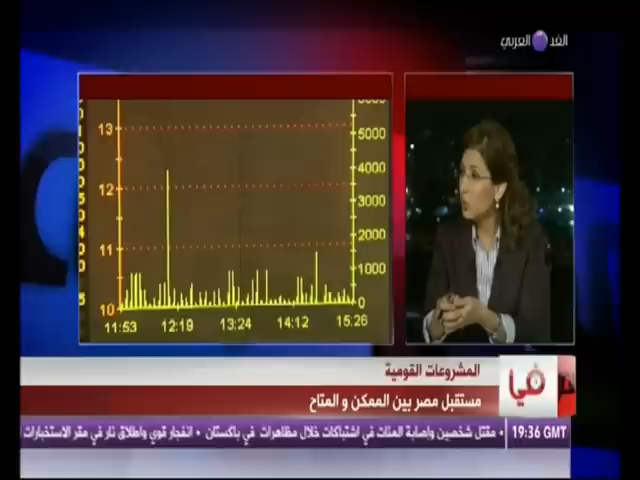 الغد العربي
13
12
11
10
5000
4000
3000
2000
1000
0
11:53 12:19 13:24 14:12 15:26
المشروعات القومية
في
مستقبل مصر بين الممكن و المتاح
19:36 GMT
• مقتل شخصين وإصابة المئات في اشتباكات خلال مظاهرات في باكستان • انفجار قوي واطلاق نار في مقر الاستخبارات